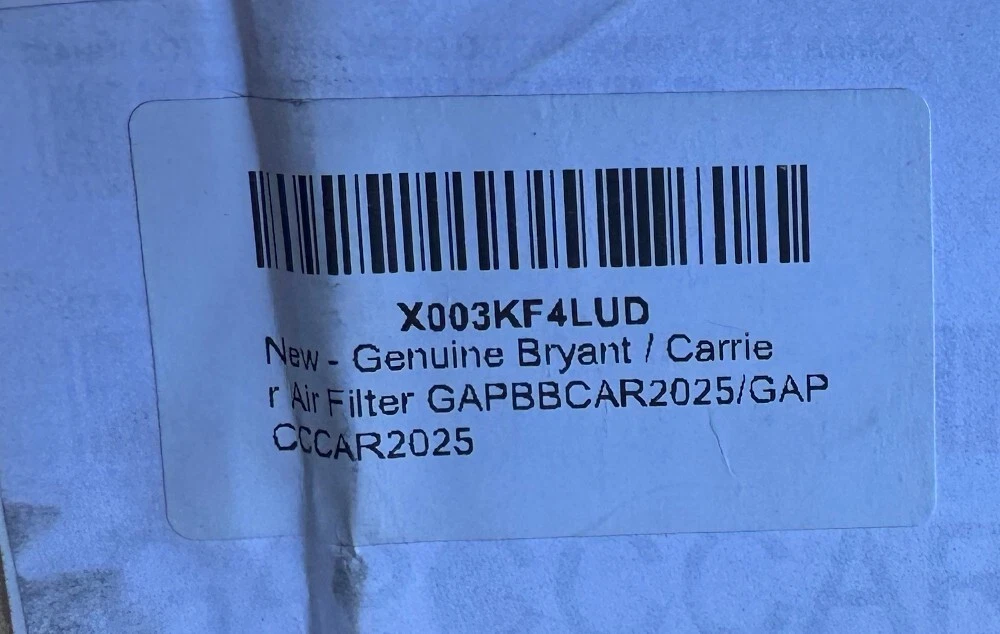 X003KF4LUD
New - Genuine Bryant / Carrie
r Air Filter GAPBBCAR2025/GAP
CCCAR2025